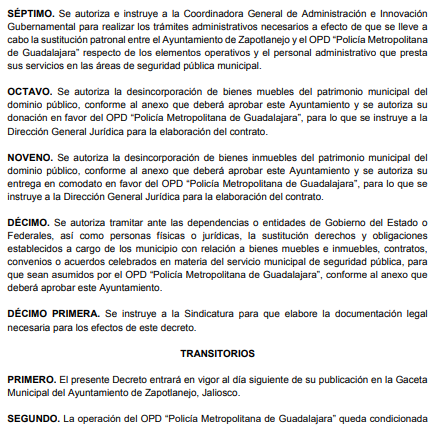 SÉPTIMO. Se autoriza e instruye a la Coordinadora General de Administración e Innovación
Gubernamental para realizar los trámites administrativos necesarios a efecto de que se lleve a
cabo la sustitución patronal entre el Ayuntamiento de Zapotlanejo y el OPD “Policía Metropolitana
de Guadalajara” respecto de los elementos operativos y el personal administrativo que presta
sus servicios en las áreas de seguridad pública municipal.
OCTAVO. Se autoriza la desincorporación de bienes muebles del patrimonio municipal del
dominio público, conforme al anexo que deberá aprobar este Ayuntamiento y se autoriza su
donación en favor del OPD “Policía Metropolitana de Guadalajara”, para lo que se instruye a la
Dirección General Jurídica para la elaboración del contrato.
NOVENO. Se autoriza la desincorporación de bienes inmuebles del patrimonio municipal del
dominio público, conforme al anexo que deberá aprobar este Ayuntamiento y se autoriza su
entrega en comodato en favor del OPD “Policía Metropolitana de Guadalajara”, para lo que se
instruye a la Dirección General Jurídica para la elaboración del contrato.
DÉCIMO. Se autoriza tramitar ante las dependencias o entidades de Gobierno del Estado o
Federales, así como personas físicas o jurídicas, la sustitución derechos y obligaciones
establecidos a cargo de los municipio con relación a bienes muebles e inmuebles, contratos,
convenios o acuerdos celebrados en materia del servicio municipal de seguridad pública, para
que sean asumidos por el OPD “Policía Metropolitana de Guadalajara”, conforme al anexo que
deberá aprobar este Ayuntamiento.
DÉCIMO PRIMERA. Se instruye a la Sindicatura para que elabore la documentación legal
necesaria para los efectos de este decreto.
TRANSITORIOS
PRIMERO. El presente Decreto entrará en vigor al día siguiente de su publicación en la Gaceta
Municipal del Ayuntamiento de Zapotlanejo, Jalisco.
SEGUNDO. La operación del OPD “Policía Metropolitana de Guadalajara” queda condicionada